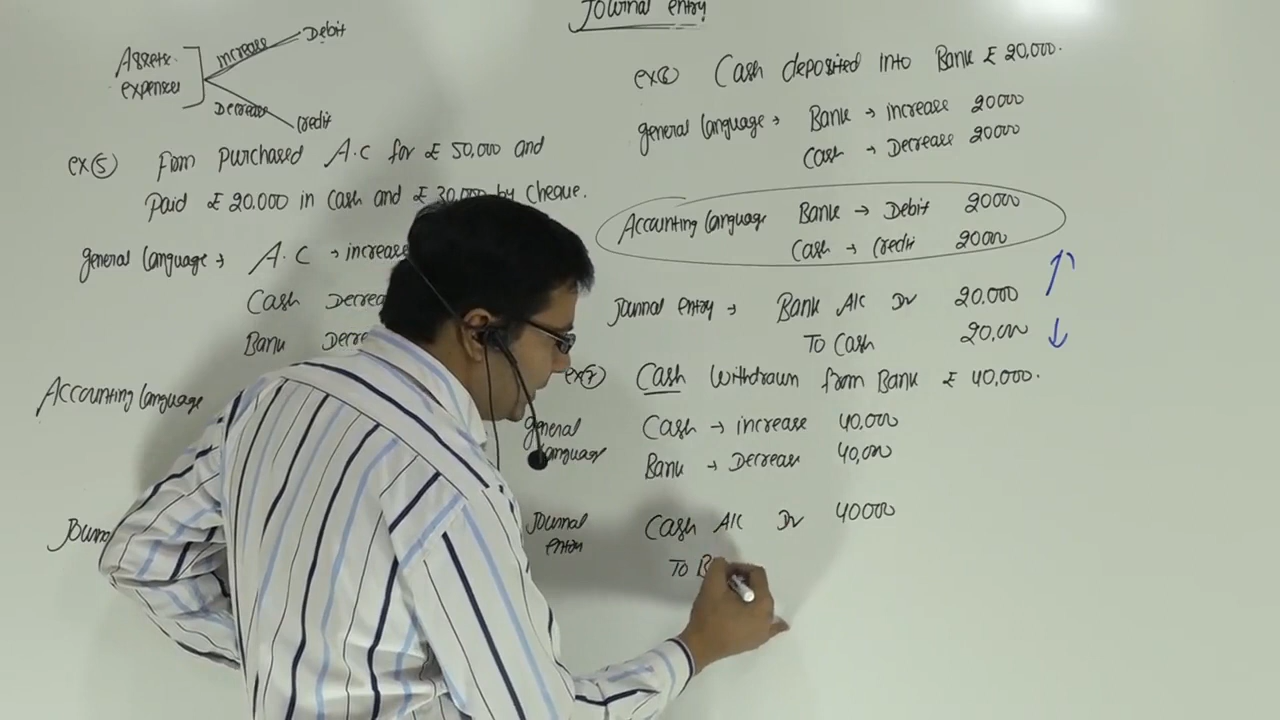 Journal entry
Assets
expenses
increase
Debit
Decrease
credit
ex(5) Firm purchased A.C for £ 50,000 and
Paid £ 20,000 in cash and £ 30,000 by Cheque.
general language → A.C → increase
Cash Decrea
Bank Decre
Accounting language
Journ
ex(6) Cash deposited into Bank £ 20,000.
general language → Bank → increase 20000
Cash → Decrease 20000
Accounting language Bank → Debit 20000
Cash → Credit 20000
Journal entry → Bank A/C Dr 20,000
To Cash 20,000
ex(7) Cash withdrawn from Bank £ 40,000.
general language Cash → increase 40,000
Bank → Decrease 40,000
Journal entry Cash A/C Dr 40000
To B